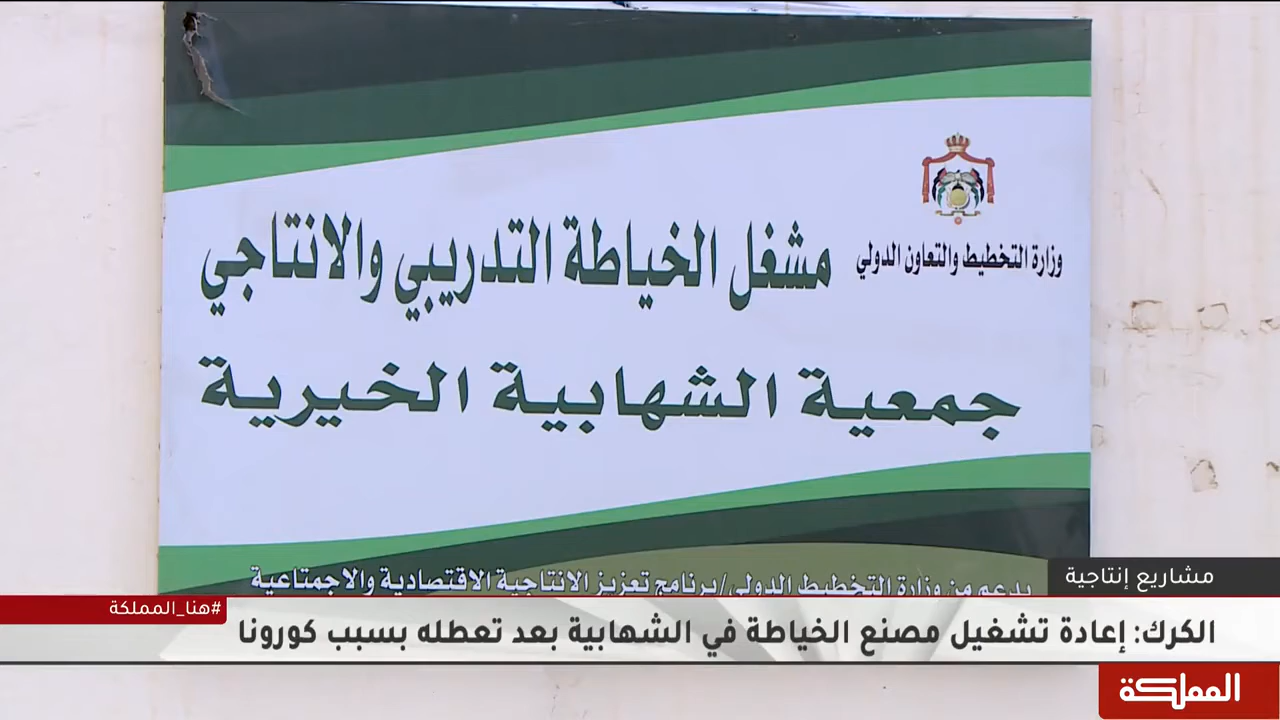 وزارة التخطيط والتعاون الدولي
مشغل الخياطة التدريبي والانتاجي
جمعية الشهابية الخيرية
بدعم من وزارة التخطيط الدولي/برنامج تعزيز الانتاجية الاقتصادية والاجمتاعية
مشاريع إنتاجية
#هنا_المملكة
الكرك: إعادة تشغيل مصنع الخياطة في الشهابية بعد تعطله بسبب كورونا
المملكة